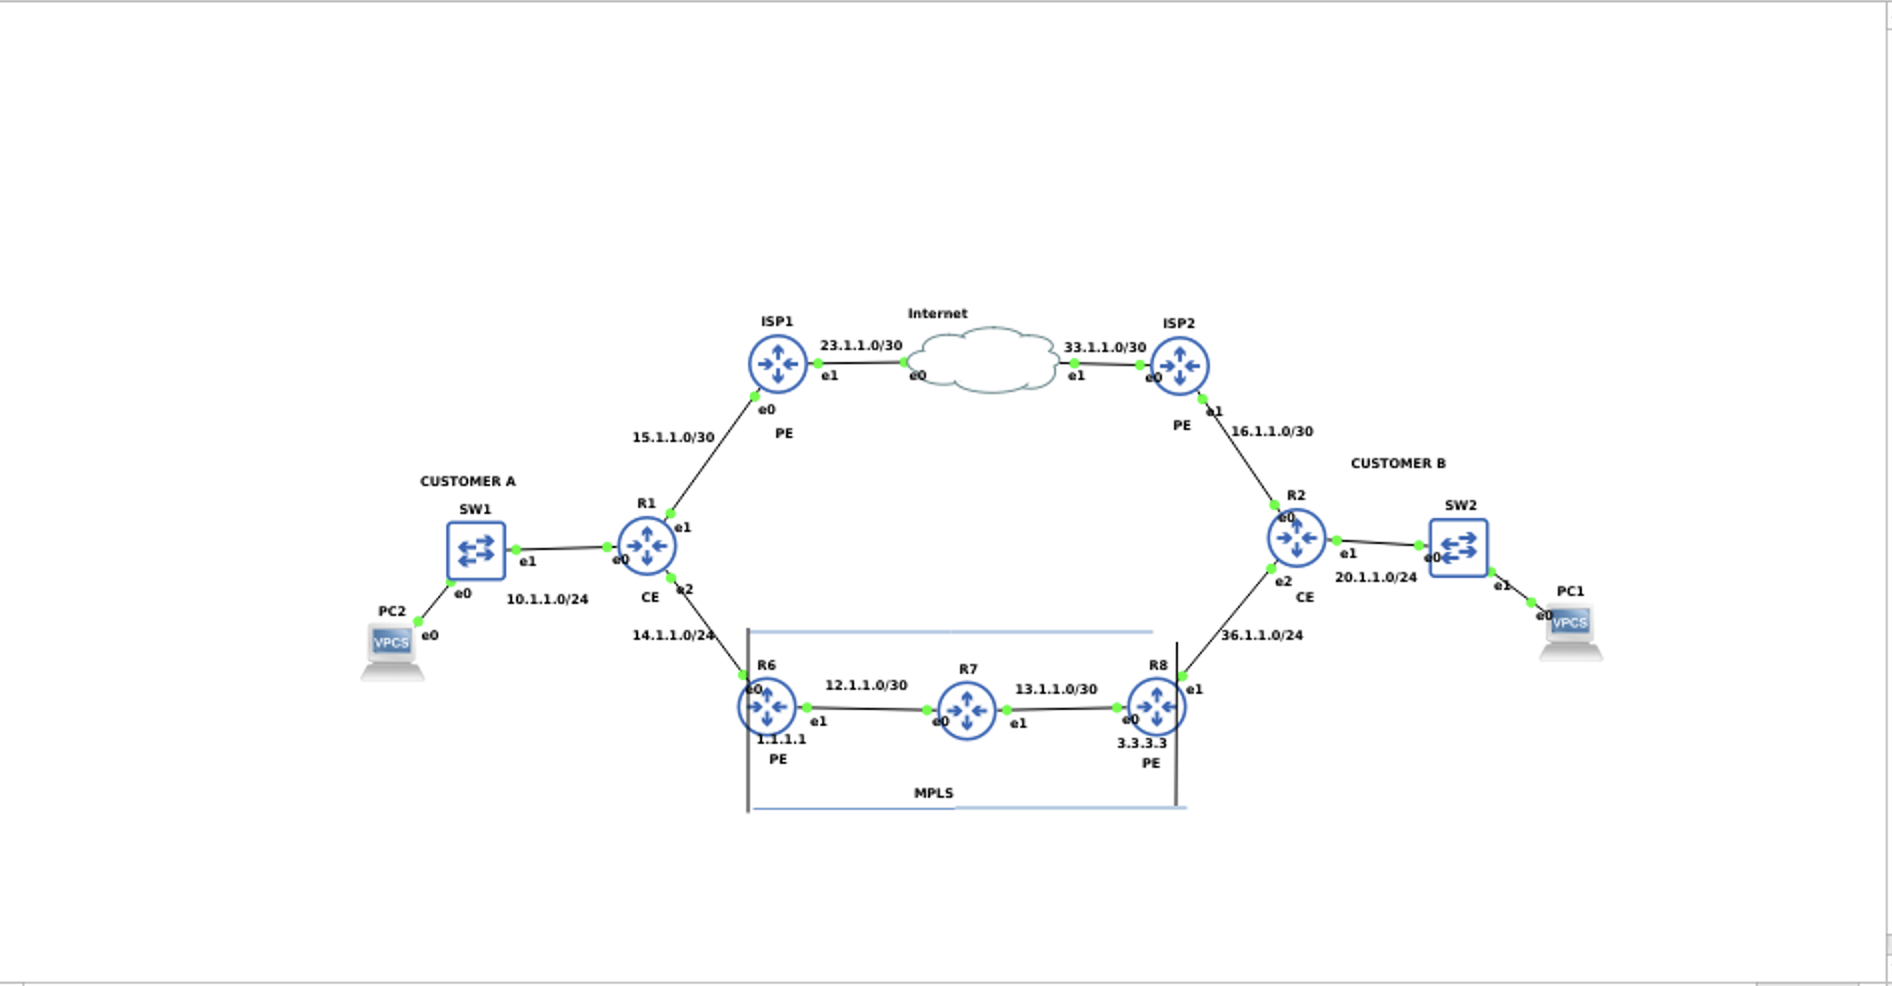 Internet
ISP1
ISP2
23.1.1.0/30
33.1.1.0/30
e1
e0
e1
e0
e0
e1
PE
PE
15.1.1.0/30
16.1.1.0/30
CUSTOMER A
CUSTOMER B
SW1
R1
R2
SW2
e1
e0
e1
e0
e1
e0
e0
e2
e2
e1
10.1.1.0/24
CE
20.1.1.0/24
CE
PC2
VPCS
e0
PC1
VPCS
e0
14.1.1.0/24
36.1.1.0/24
R6
R7
R8
e0
12.1.1.0/30
13.1.1.0/30
e1
e1
e0
e1
e0
1.1.1.1
3.3.3.3
PE
PE
MPLS